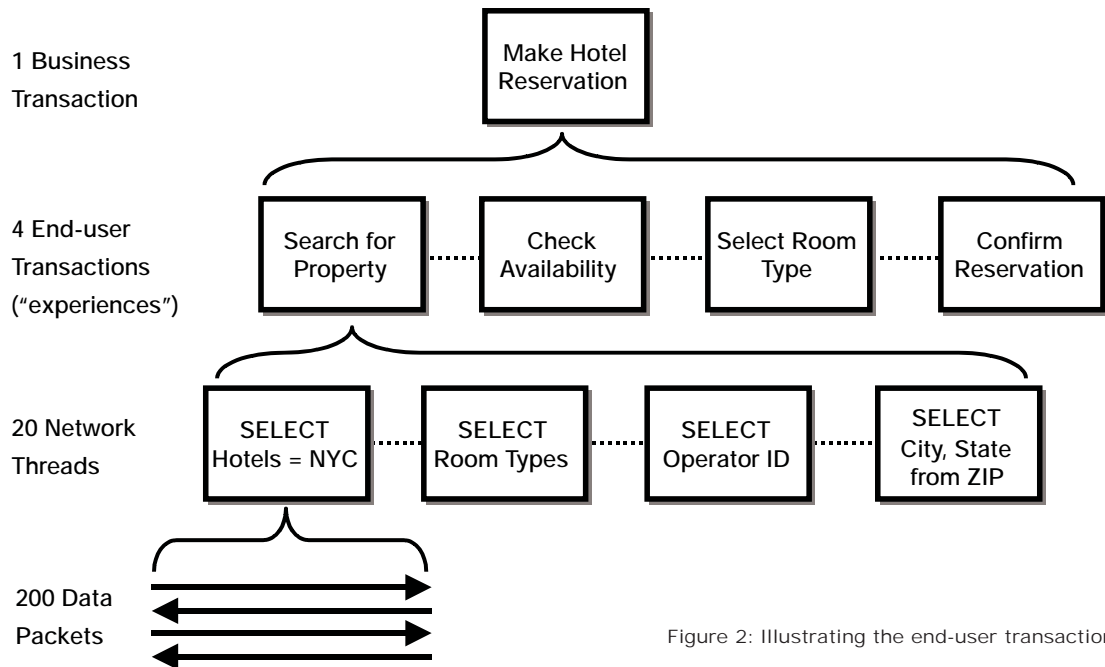 1 Business
Transaction
Make Hotel
Reservation
4 End-user
Transactions
(“experiences”)
Search for
Property
Check
Availability
Select Room
Type
Confirm
Reservation
20 Network
Threads
SELECT
Hotels = NYC
SELECT
Room Types
SELECT
Operator ID
SELECT
City, State
from ZIP
200 Data
Packets
Figure 2: Illustrating the end-user transaction